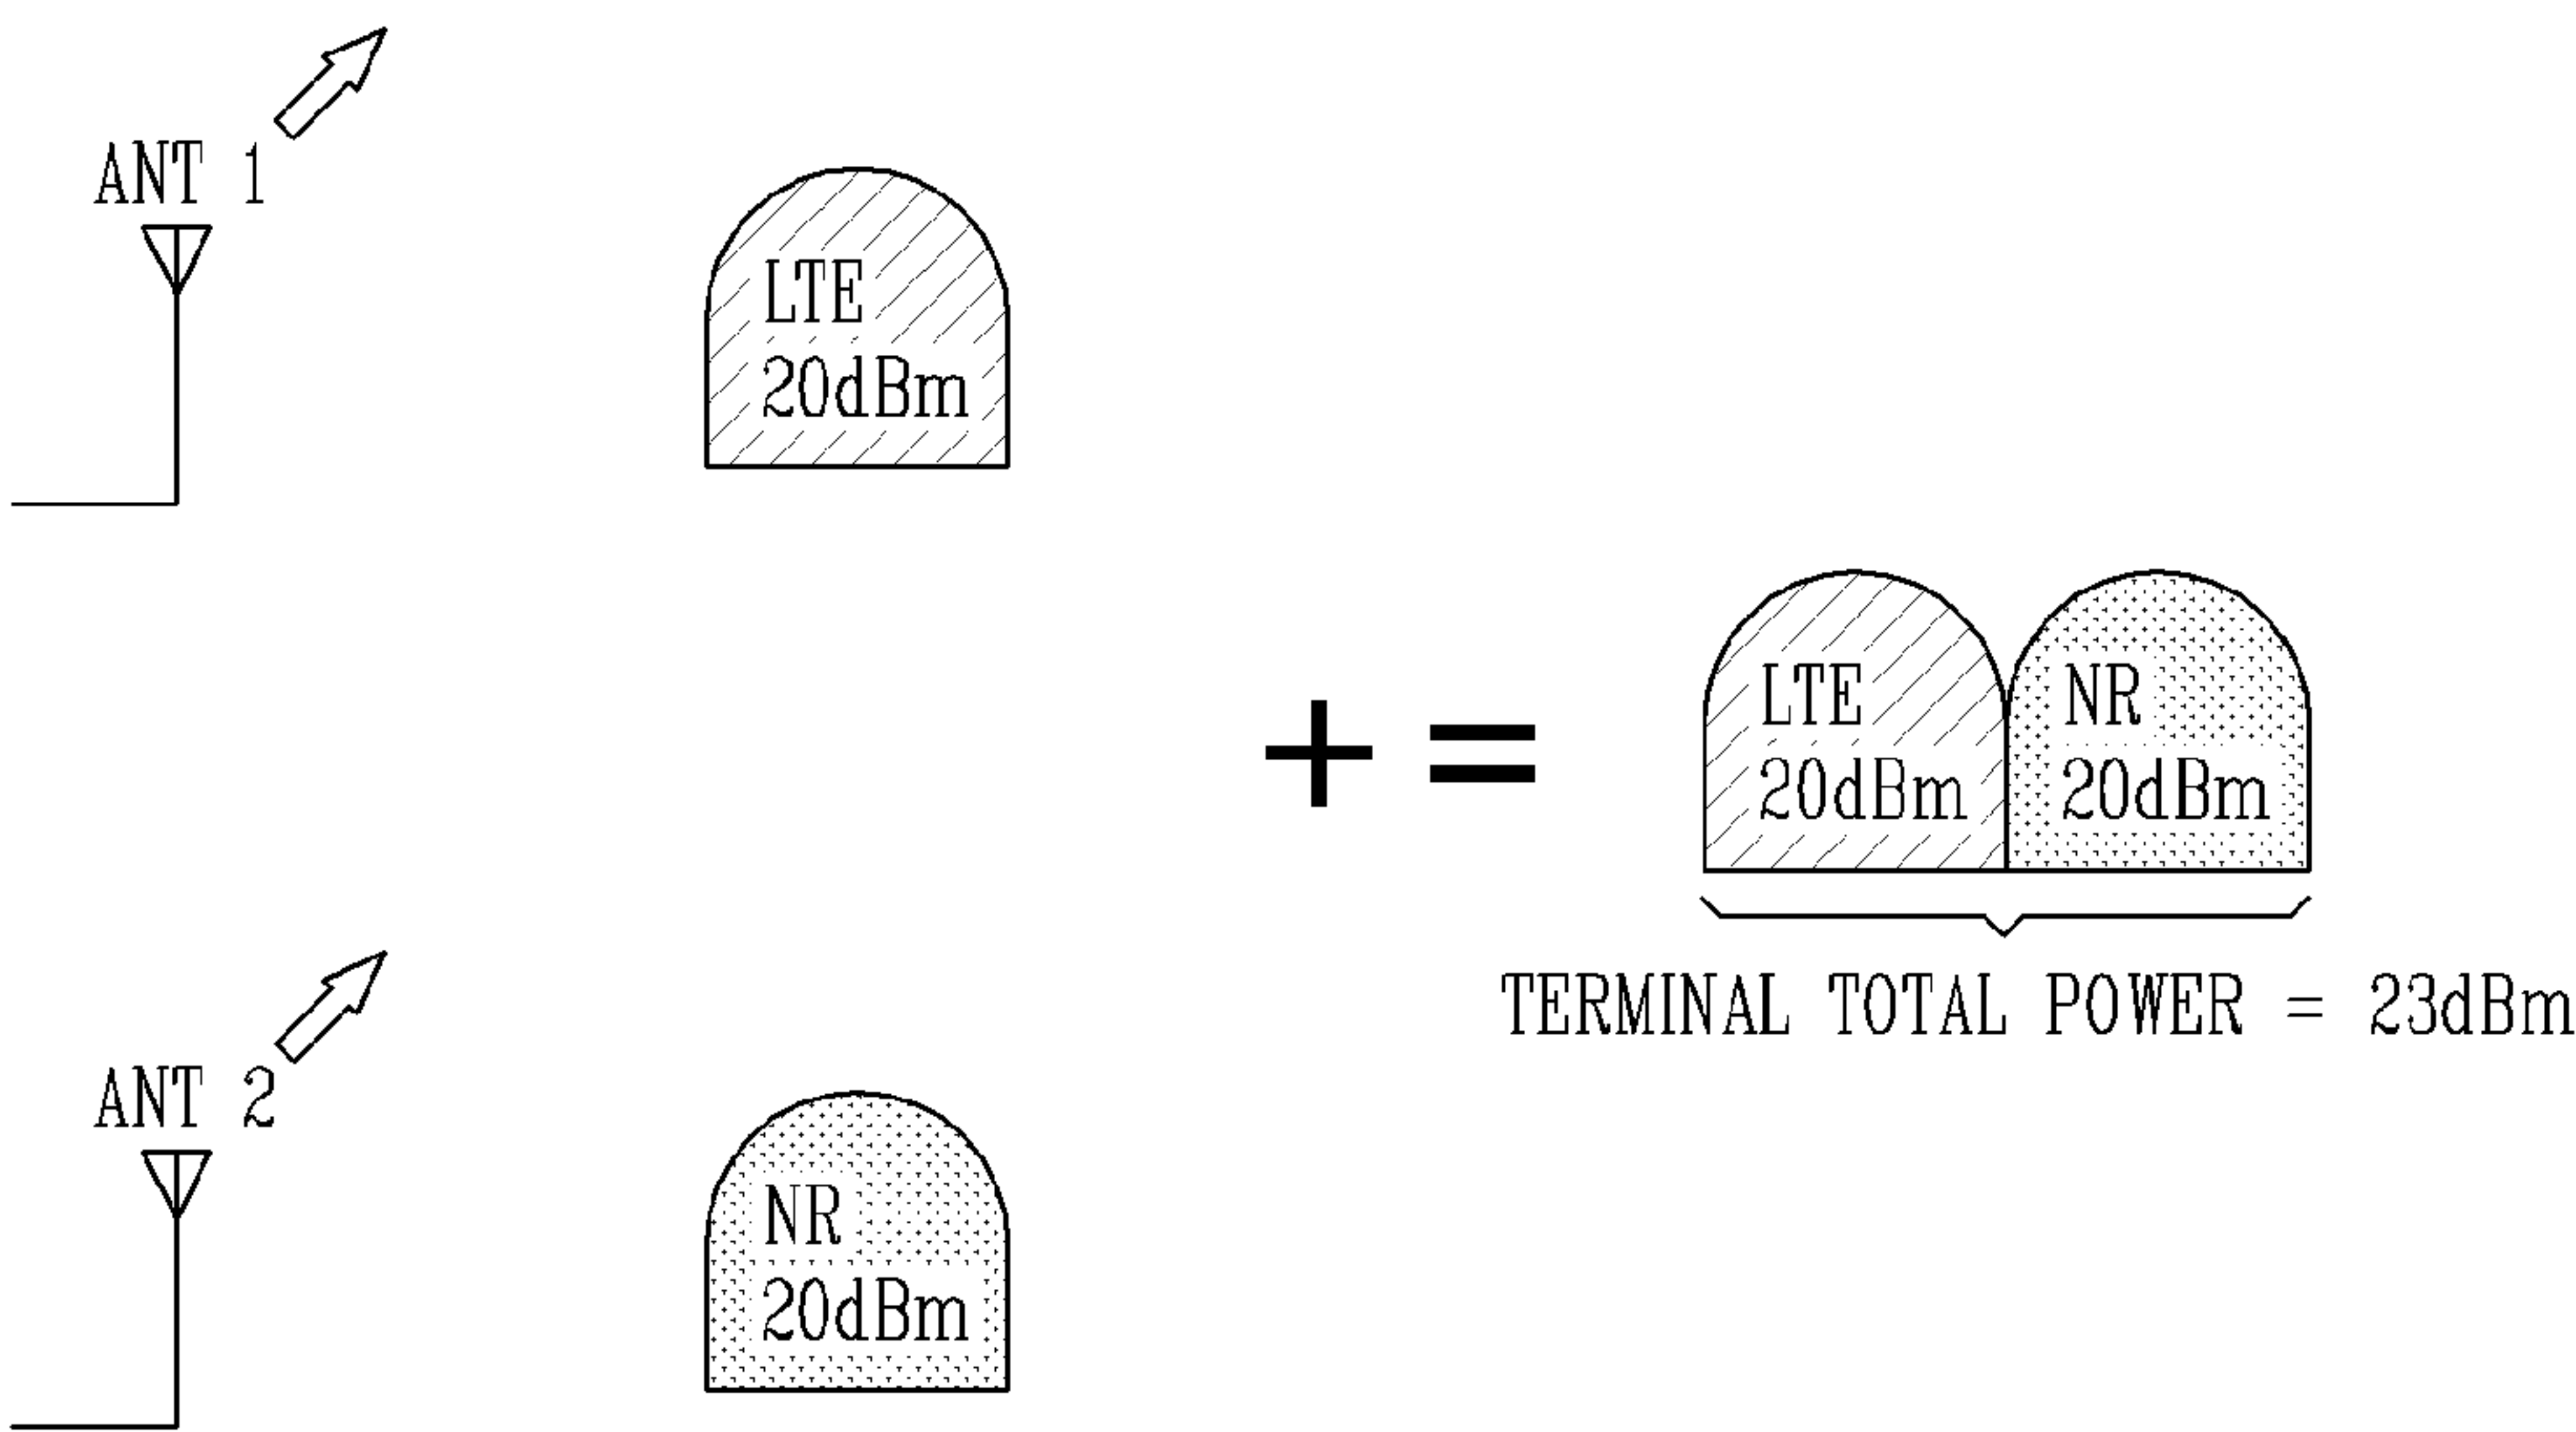 ANT 1
LTE
20dBm
+ =
LTE
20dBm
NR
20dBm
TERMINAL TOTAL POWER = 23dBm
ANT 2
NR
20dBm